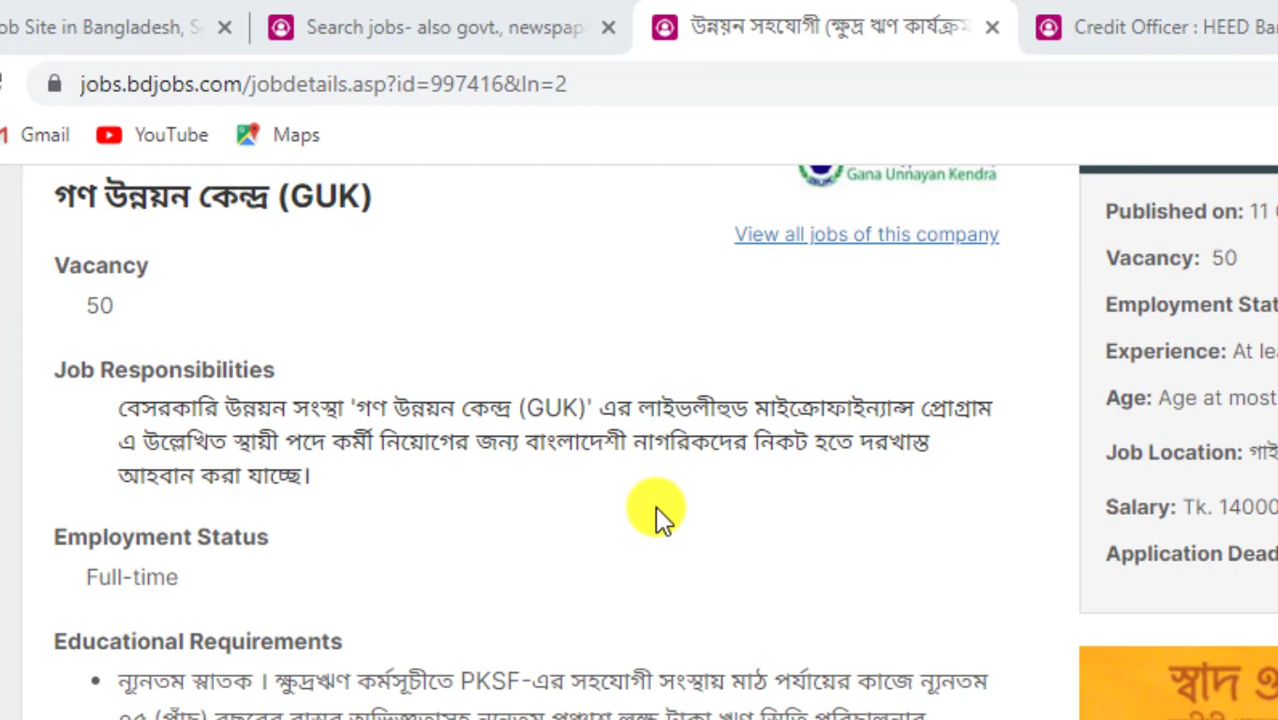 ob Site in Bangladesh,
Search jobs- also govt., newspap
উন্নয়ন সহযোগী (ক্ষুদ্র ঋণ কার্যক্রম
Credit Officer : HEED Ba
jobs.bdjobs.com/jobdetails.asp?id=997416&ln=2
Gmail
YouTube
Maps
গণ উন্নয়ন কেন্দ্র (GUK)
Gana Unnayan Kendra
View all jobs of this company
Vacancy
50
Job Responsibilities
বেসরকারি উন্নয়ন সংস্থা 'গণ উন্নয়ন কেন্দ্র (GUK)' এর লাইভলীহুড মাইক্রোফাইন্যান্স প্রোগ্রাম
এ উল্লেখিত স্থায়ী পদে কর্মী নিয়োগের জন্য বাংলাদেশী নাগরিকদের নিকট হতে দরখাস্ত
আহবান করা যাচ্ছে।
Employment Status
Full-time
Educational Requirements
• ন্যূনতম স্নাতক । ক্ষুদ্রঋণ কর্মসূচীতে PKSF-এর সহযোগী সংস্থায় মাঠ পর্যায়ের কাজে ন্যূনতম
Published on: 11
Vacancy: 50
Employment Stat
Experience: At lea
Age: Age at most
Job Location: গাই
Salary: Tk. 14000
Application Dead
স্বাদ ও